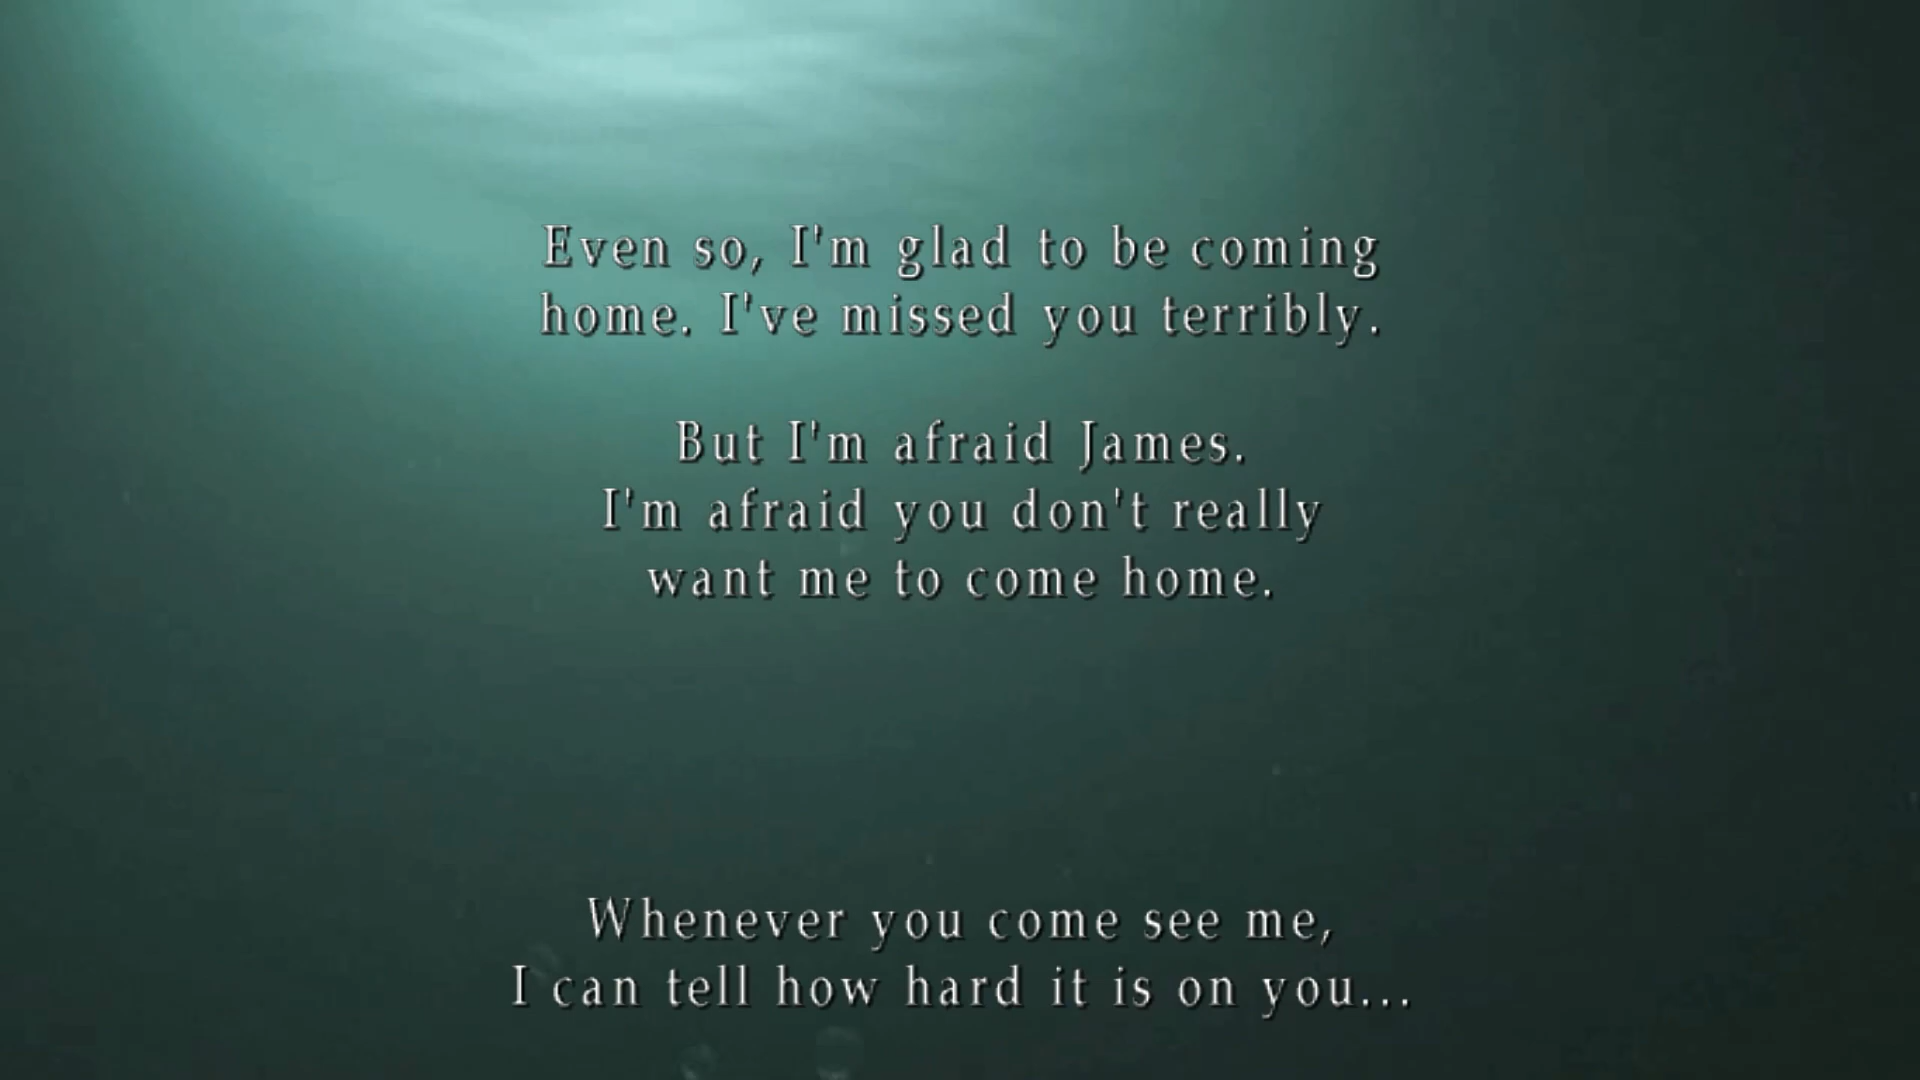 Even so, I'm glad to be coming
home. I've missed you terribly.
But I'm afraid James.
I'm afraid you don't really
want me to come home.
Whenever you come see me,
I can tell how hard it is on you...